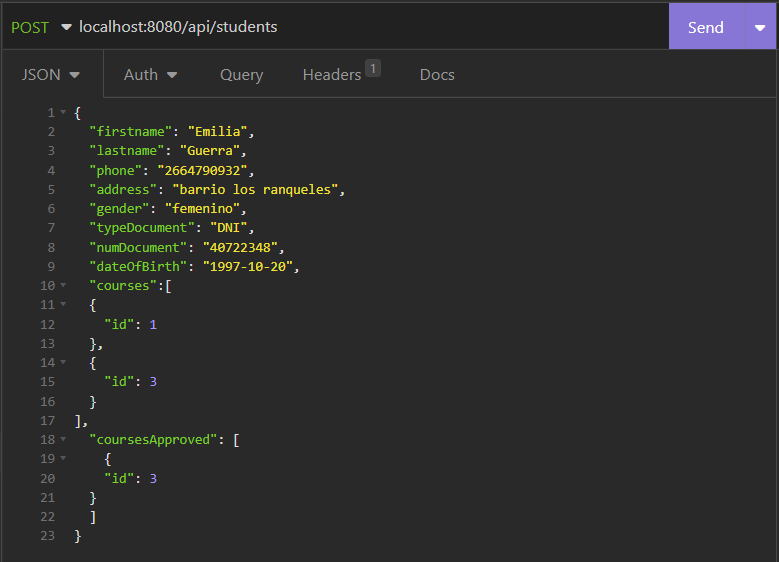 POST localhost:8080/api/students Send
JSON Auth Query Headers 1 Docs
1 {
2 "firstname": "Emilia",
3 "lastname": "Guerra",
4 "phone": "2664790932",
5 "address": "barrio los ranqueles",
6 "gender": "femenino",
7 "typeDocument": "DNI",
8 "numDocument": "40722348",
9 "dateOfBirth": "1997-10-20",
10 "courses":[
11 {
12 "id": 1
13 },
14 {
15 "id": 3
16 }
17 ],
18 "coursesApproved": [
19 {
20 "id": 3
21 }
22 ]
23 }